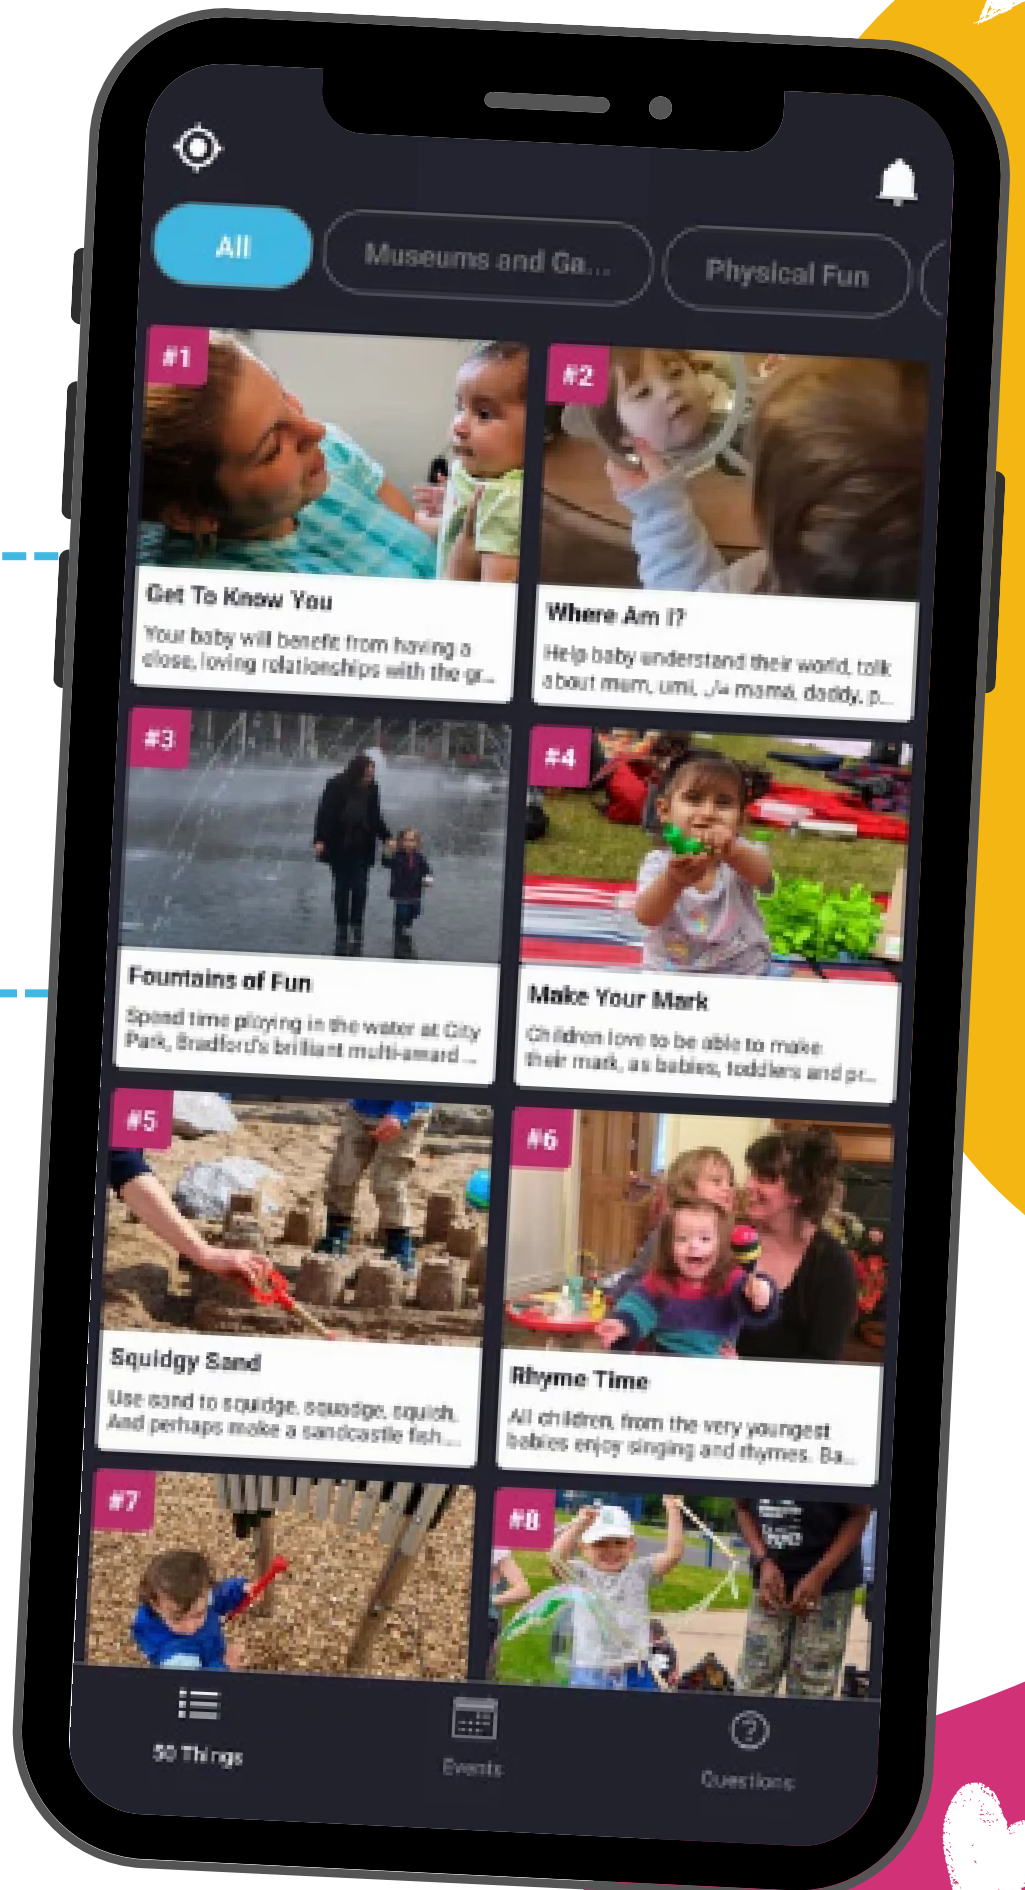 All
Museums and Ga...
Physical Fun
#1
#2
Get To Know You
Your baby will benefit from having a
close, loving relationships with the gr...
Where Am I?
Help baby understand their world, talk
about mum, umi, mamá, daddy, p...
#3
#4
Fountains of Fun
Spend time playing in the water at City
Park, Bradford's brilliant multi-award ...
Make Your Mark
Children love to be able to make
their mark, as babies, toddlers and pr...
#5
#6
Squidgy Sand
Use sand to squidge, squadge, squish.
And perhaps make a sandcastle fish...
Rhyme Time
All children, from the very youngest
babies enjoy singing and rhymes. Ba...
#7
#8
50 Things
Events
Questions